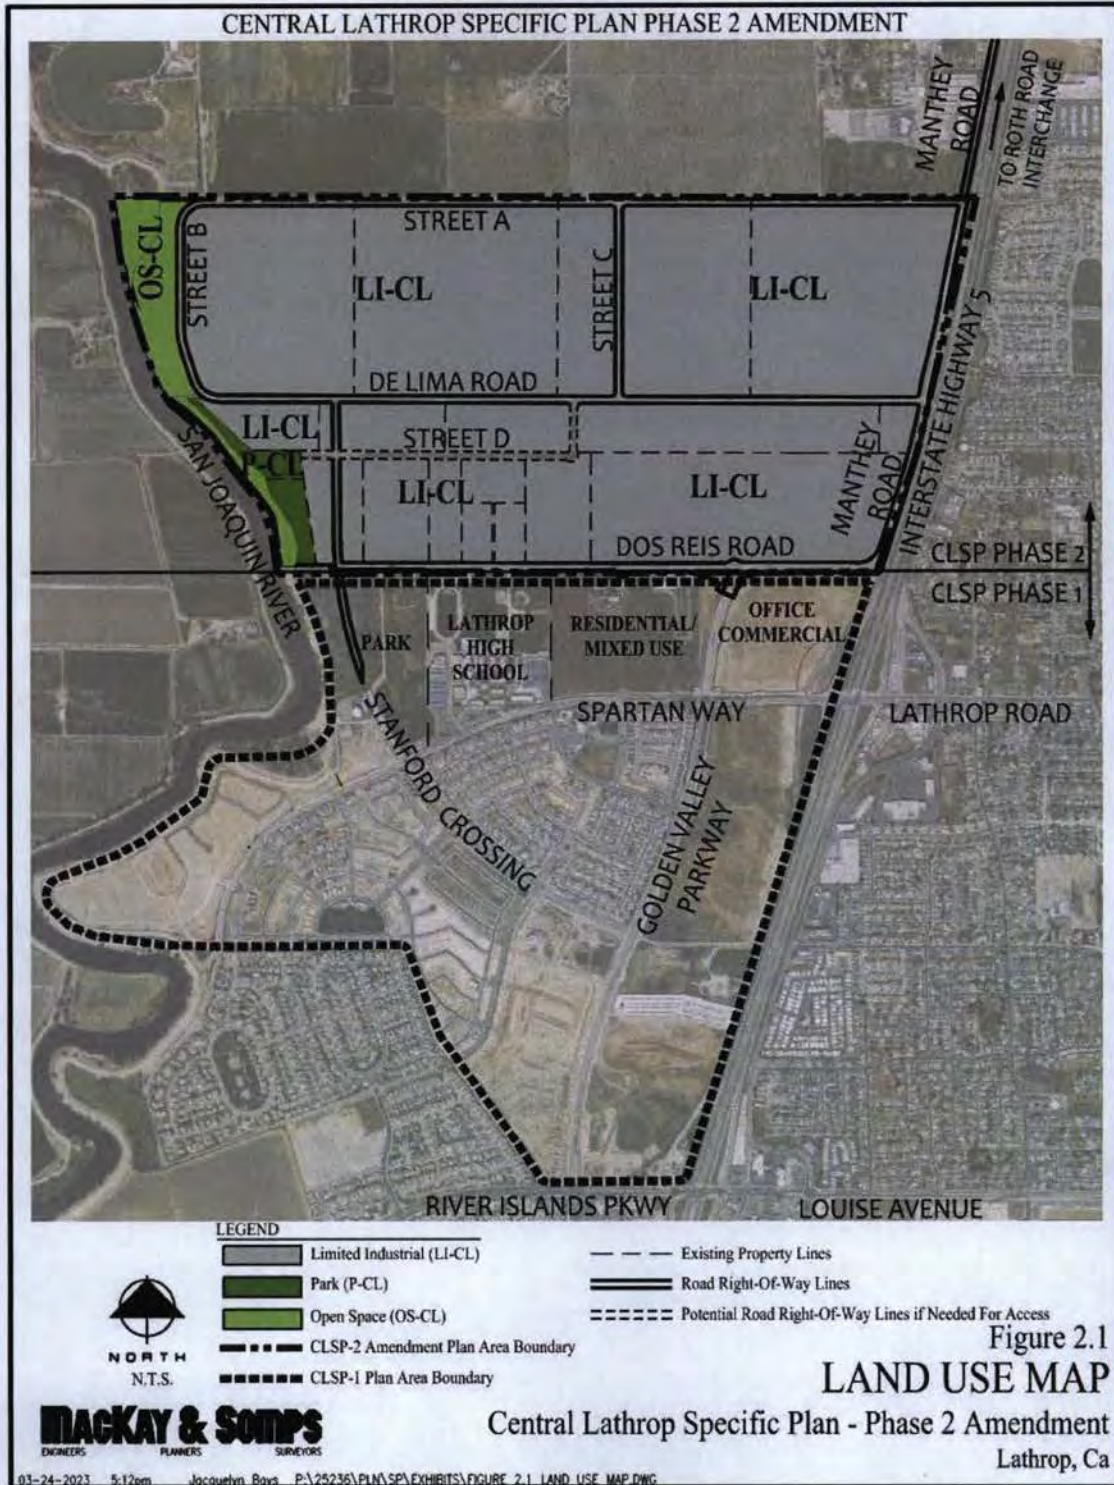 CENTRAL LATHROP SPECIFIC PLAN PHASE 2 AMENDMENT
MANTHEY
ROAD
TO ROTH ROAD
INTERCHANGE
OS-CL
STREET B
STREET A
STREET C
LI-CL
LI-CL
DE LIMA ROAD
INTERSTATE HIGHWAY 5
LI-CL
STREET D
MANTHEY
ROAD
P-CL
LI-CL
LI-CL
SAN JOAQUIN RIVER
DOS REIS ROAD
CLSP PHASE 2
CLSP PHASE 1
PARK
LATHROP
HIGH
SCHOOL
RESIDENTIAL/
MIXED USE
OFFICE
COMMERCIAL
STANFORD CROSSING
SPARTAN WAY
LATHROP ROAD
GOLDEN VALLEY
PARKWAY
RIVER ISLANDS PKWY
LOUISE AVENUE
LEGEND
Limited Industrial (LI-CL)
Park (P-CL)
Open Space (OS-CL)
CLSP-2 Amendment Plan Area Boundary
CLSP-1 Plan Area Boundary
Existing Property Lines
Road Right-Of-Way Lines
Potential Road Right-Of-Way Lines if Needed For Access
NORTH
N.T.S.
Figure 2.1
LAND USE MAP
Central Lathrop Specific Plan - Phase 2 Amendment
Lathrop, Ca
MACKAY & SOMPS
ENGINEERS PLANNERS SURVEYORS
03-24-2023 5:12pm Jacquelyn Bays P:\25236\PLN\SP\EXHIBITS\FIGURE 2.1 LAND USE MAP.DWG